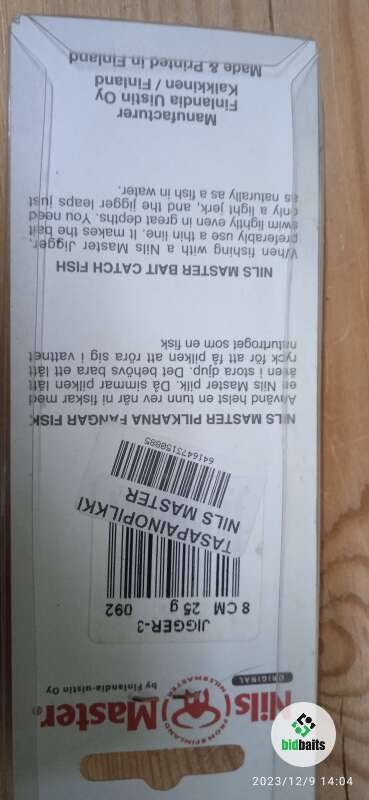 Nils Master®
FROM FINLAND
NILSMASTER
ORIGINAL
by Finlandia-uistin Oy
JIGGER-3
8 CM 25 g 092
TASAPAINOPILKKI
NILS MASTER
6416473150885
NILS MASTER PILKARNA FÅNGAR FISK
Använd helst en tunn rev när ni fiskar med
en Nils Master pilk. Då simmar pilken lätt
även i stora djup. Det behövs bara ett lätt
ryck för att få pilken att röra sig i vattnet
naturtroget som en fisk
NILS MASTER BAIT CATCH FISH
When fishing with a Nils Master Jigger,
preferably use a thin line. It makes the bait
swim lightly even in great depths. You need
only a light jerk, and the jigger leaps just
as naturally as a fish in water.
Manufacturer
Finlandia Uistin Oy
Kalkkinen / Finland
Made & Printed in Finland
bidbaits
2023/12/9 14:04